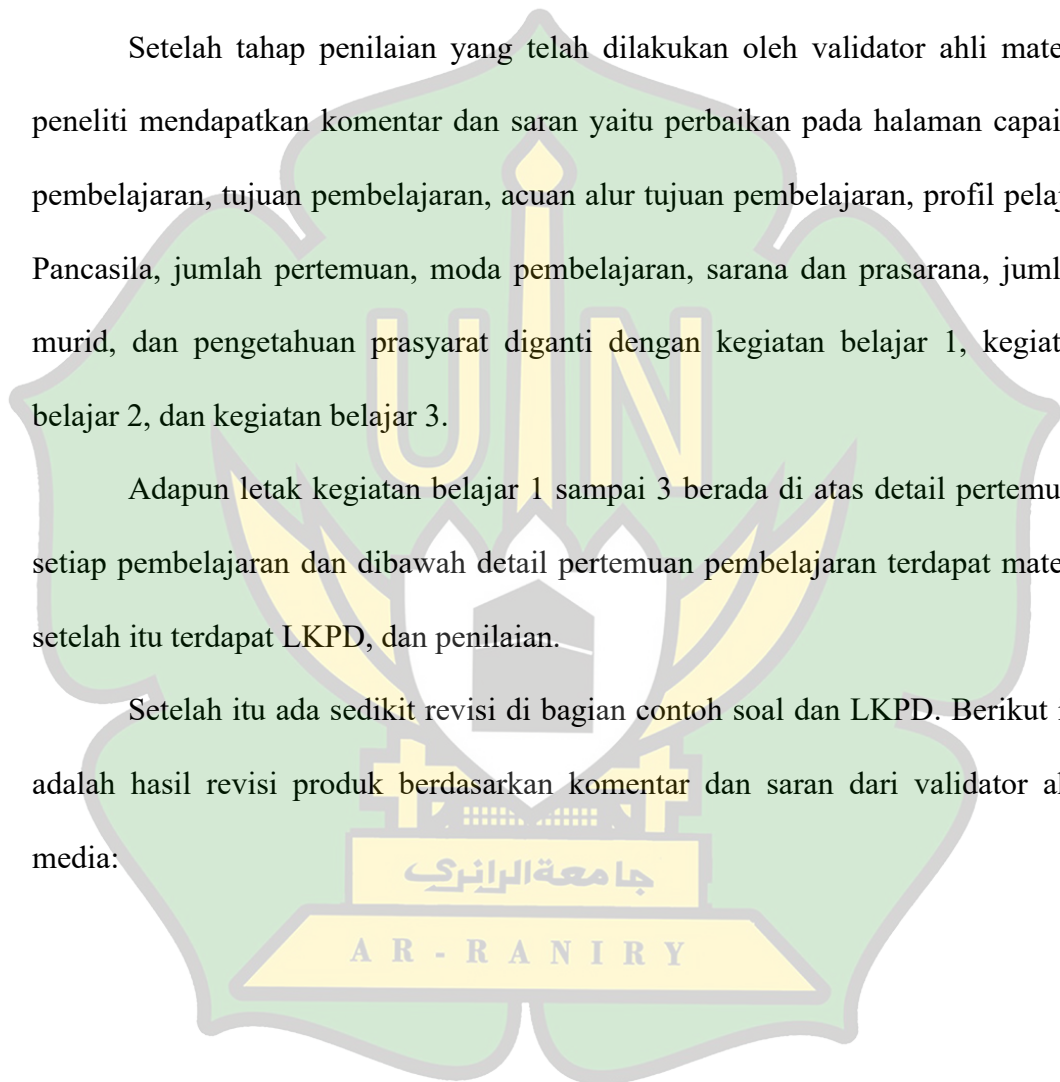 Setelah tahap penilaian yang telah dilakukan oleh validator ahli mate
peneliti mendapatkan komentar dan saran yaitu perbaikan pada halaman capai
pembelajaran, tujuan pembelajaran, acuan alur tujuan pembelajaran, profil pelaj
Pancasila, jumlah pertemuan, moda pembelajaran, sarana dan prasarana, juml
murid, dan pengetahuan prasyarat diganti dengan kegiatan belajar 1, kegiat
belajar 2, dan kegiatan belajar 3.
Adapun letak kegiatan belajar 1 sampai 3 berada di atas detail pertemu
setiap pembelajaran dan dibawah detail pertemuan pembelajaran terdapat mate
setelah itu terdapat LKPD, dan penilaian.
Setelah itu ada sedikit revisi di bagian contoh soal dan LKPD. Berikut
adalah hasil revisi produk berdasarkan komentar dan saran dari validator a
media:
UIN
جامعةالرانري
AR-RANIRY